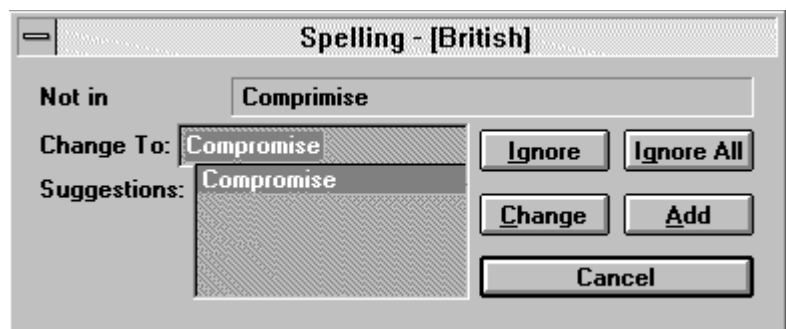 Spelling - [British]
Not in Comprimise
Change To: Compromise
Ignore Ignore All
Suggestions: Compromise
Change Add
Cancel